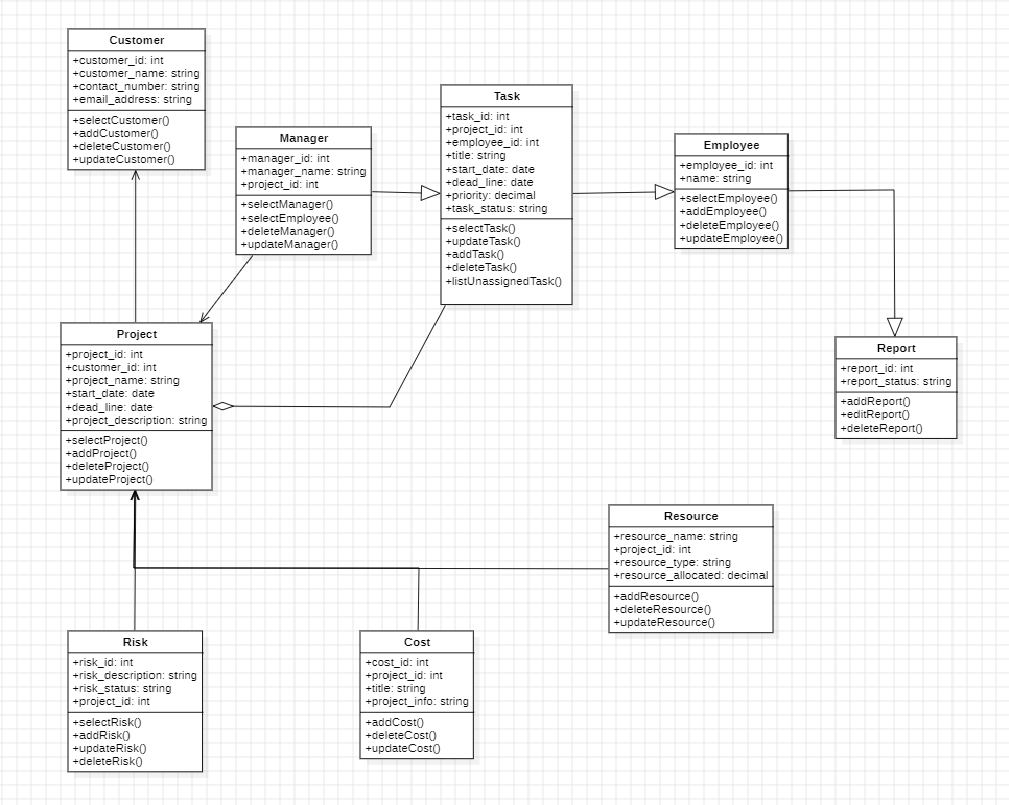 Customer
+customer_id: int
+customer_name: string
+contact_number: string
+email_address: string
+selectCustomer()
+addCustomer()
+deleteCustomer()
+updateCustomer()
Manager
+manager_id: int
+manager_name: string
+project_id: int
+selectManager()
+selectEmployee()
+deleteManager()
+updateManager()
Task
+task_id: int
+project_id: int
+employee_id: int
+title: string
+start_date: date
+dead_line: date
+priority: decimal
+task_status: string
+selectTask()
+updateTask()
+addTask()
+deleteTask()
+listUnassignedTask()
Employee
+employee_id: int
+name: string
+selectEmployee()
+addEmployee()
+deleteEmployee()
+updateEmployee()
Project
+project_id: int
+customer_id: int
+project_name: string
+start_date: date
+dead_line: date
+project_description: string
+selectProject()
+addProject()
+deleteProject()
+updateProject()
Report
+report_id: int
+report_status: string
+addReport()
+editReport()
+deleteReport()
Resource
+resource_name: string
+project_id: int
+resource_type: string
+resource_allocated: decimal
+addResource()
+deleteResource()
+updateResource()
Risk
+risk_id: int
+risk_description: string
+risk_status: string
+project_id: int
+selectRisk()
+addRisk()
+updateRisk()
+deleteRisk()
Cost
+cost_id: int
+project_id: int
+title: string
+project_info: string
+addCost()
+deleteCost()
+updateCost()